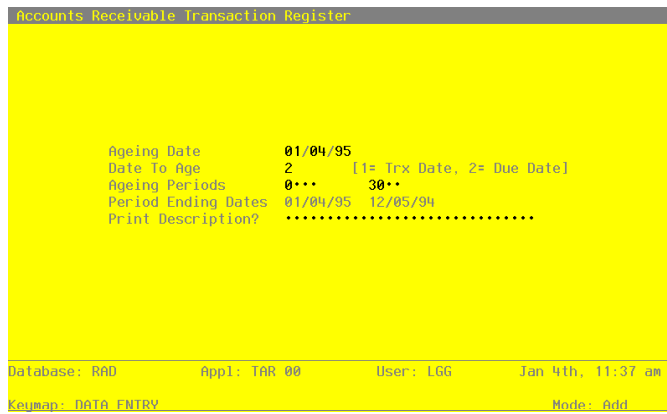 Accounts Receivable Transaction Register
Ageing Date 01/04/95
Date To Age 2 [1= Trx Date, 2= Due Date]
Ageing Periods 0••• 30••
Period Ending Dates 01/04/95 12/05/94
Print Description? ••••••••••••••••••••••••••••••
Database: RAD Appl: TAR 00 User: LGG Jan 4th, 11:37 am
Keymap: DATA ENTRY Mode: Add